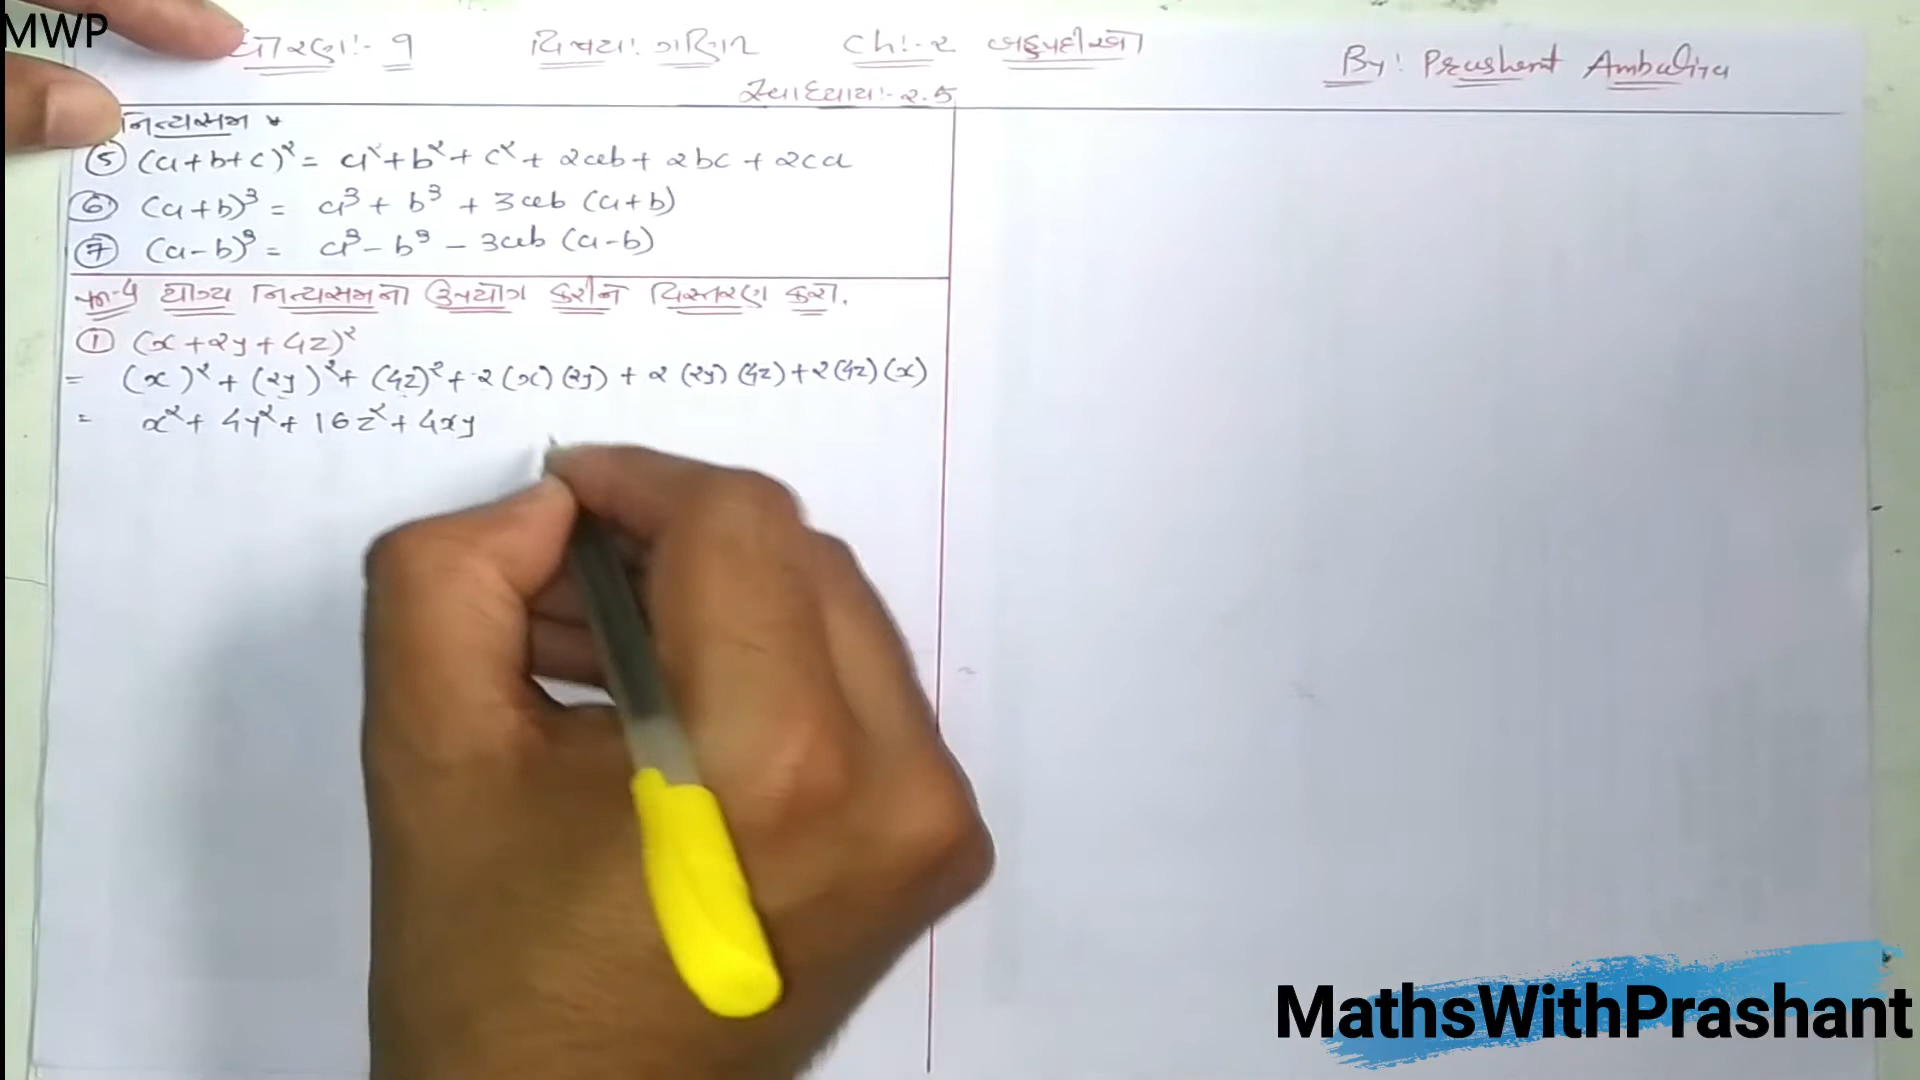 MWP
ધોરણ:- 9 વિષય: ગણિત Ch:- ૨ બહુપદીઓ By: Prashant Ambaliya
સ્વાધ્યાય:- ૨.5
નિત્યસમ
⑤ (a+b+c)² = a² + b² + c² + 2ab + 2bc + 2ca
⑥ (a+b)³ = a³ + b³ + 3ab (a+b)
⑦ (a-b)³ = a³ - b³ - 3ab (a-b)
પ્ર-4 યોગ્ય નિત્યસમનો ઉપયોગ કરીને વિસ્તરણ કરો.
① (x + 2y + 4z)²
= (x)² + (2y)² + (4z)² + 2 (x) (2y) + 2 (2y) (4z) + 2 (4z) (x)
= x² + 4y² + 16z² + 4xy
MathsWithPrashant